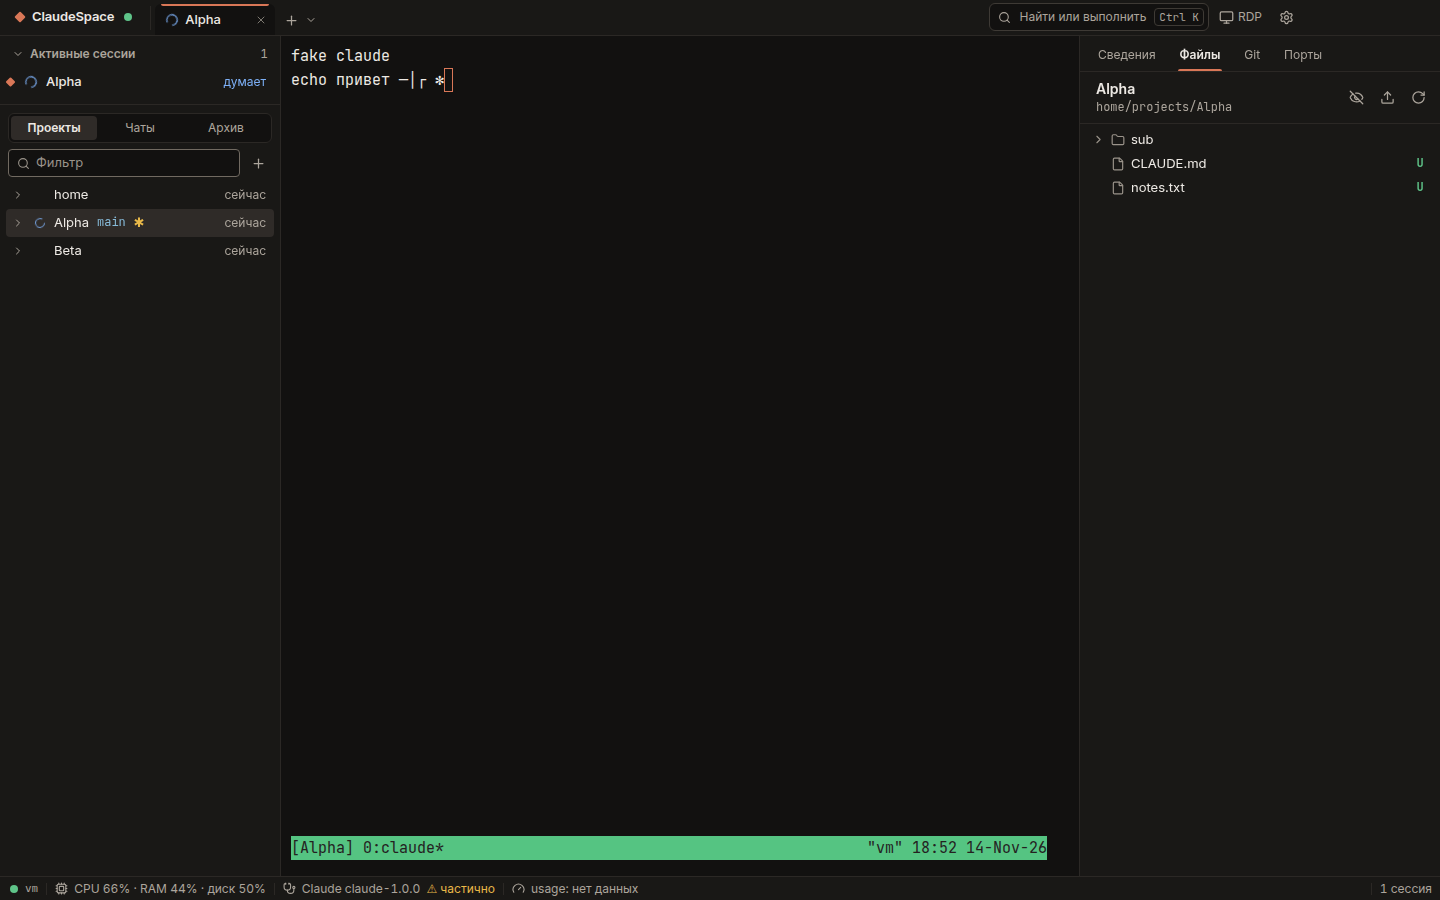 ClaudeSpace
Alpha
Найти или выполнить Ctrl K
RDP
Активные сессии 1
Alpha думает
Проекты Чаты Архив
Фильтр
home сейчас
Alpha main ✱ сейчас
Beta сейчас
fake claude
echo привет ─│┌ ✻
[Alpha] 0:claude* "vm" 18:52 14-Nov-26
Сведения Файлы Git Порты
Alpha
home/projects/Alpha
sub
CLAUDE.md U
notes.txt U
vm CPU 66% · RAM 44% · диск 50% Claude claude-1.0.0 ⚠ частично usage: нет данных 1 сессия